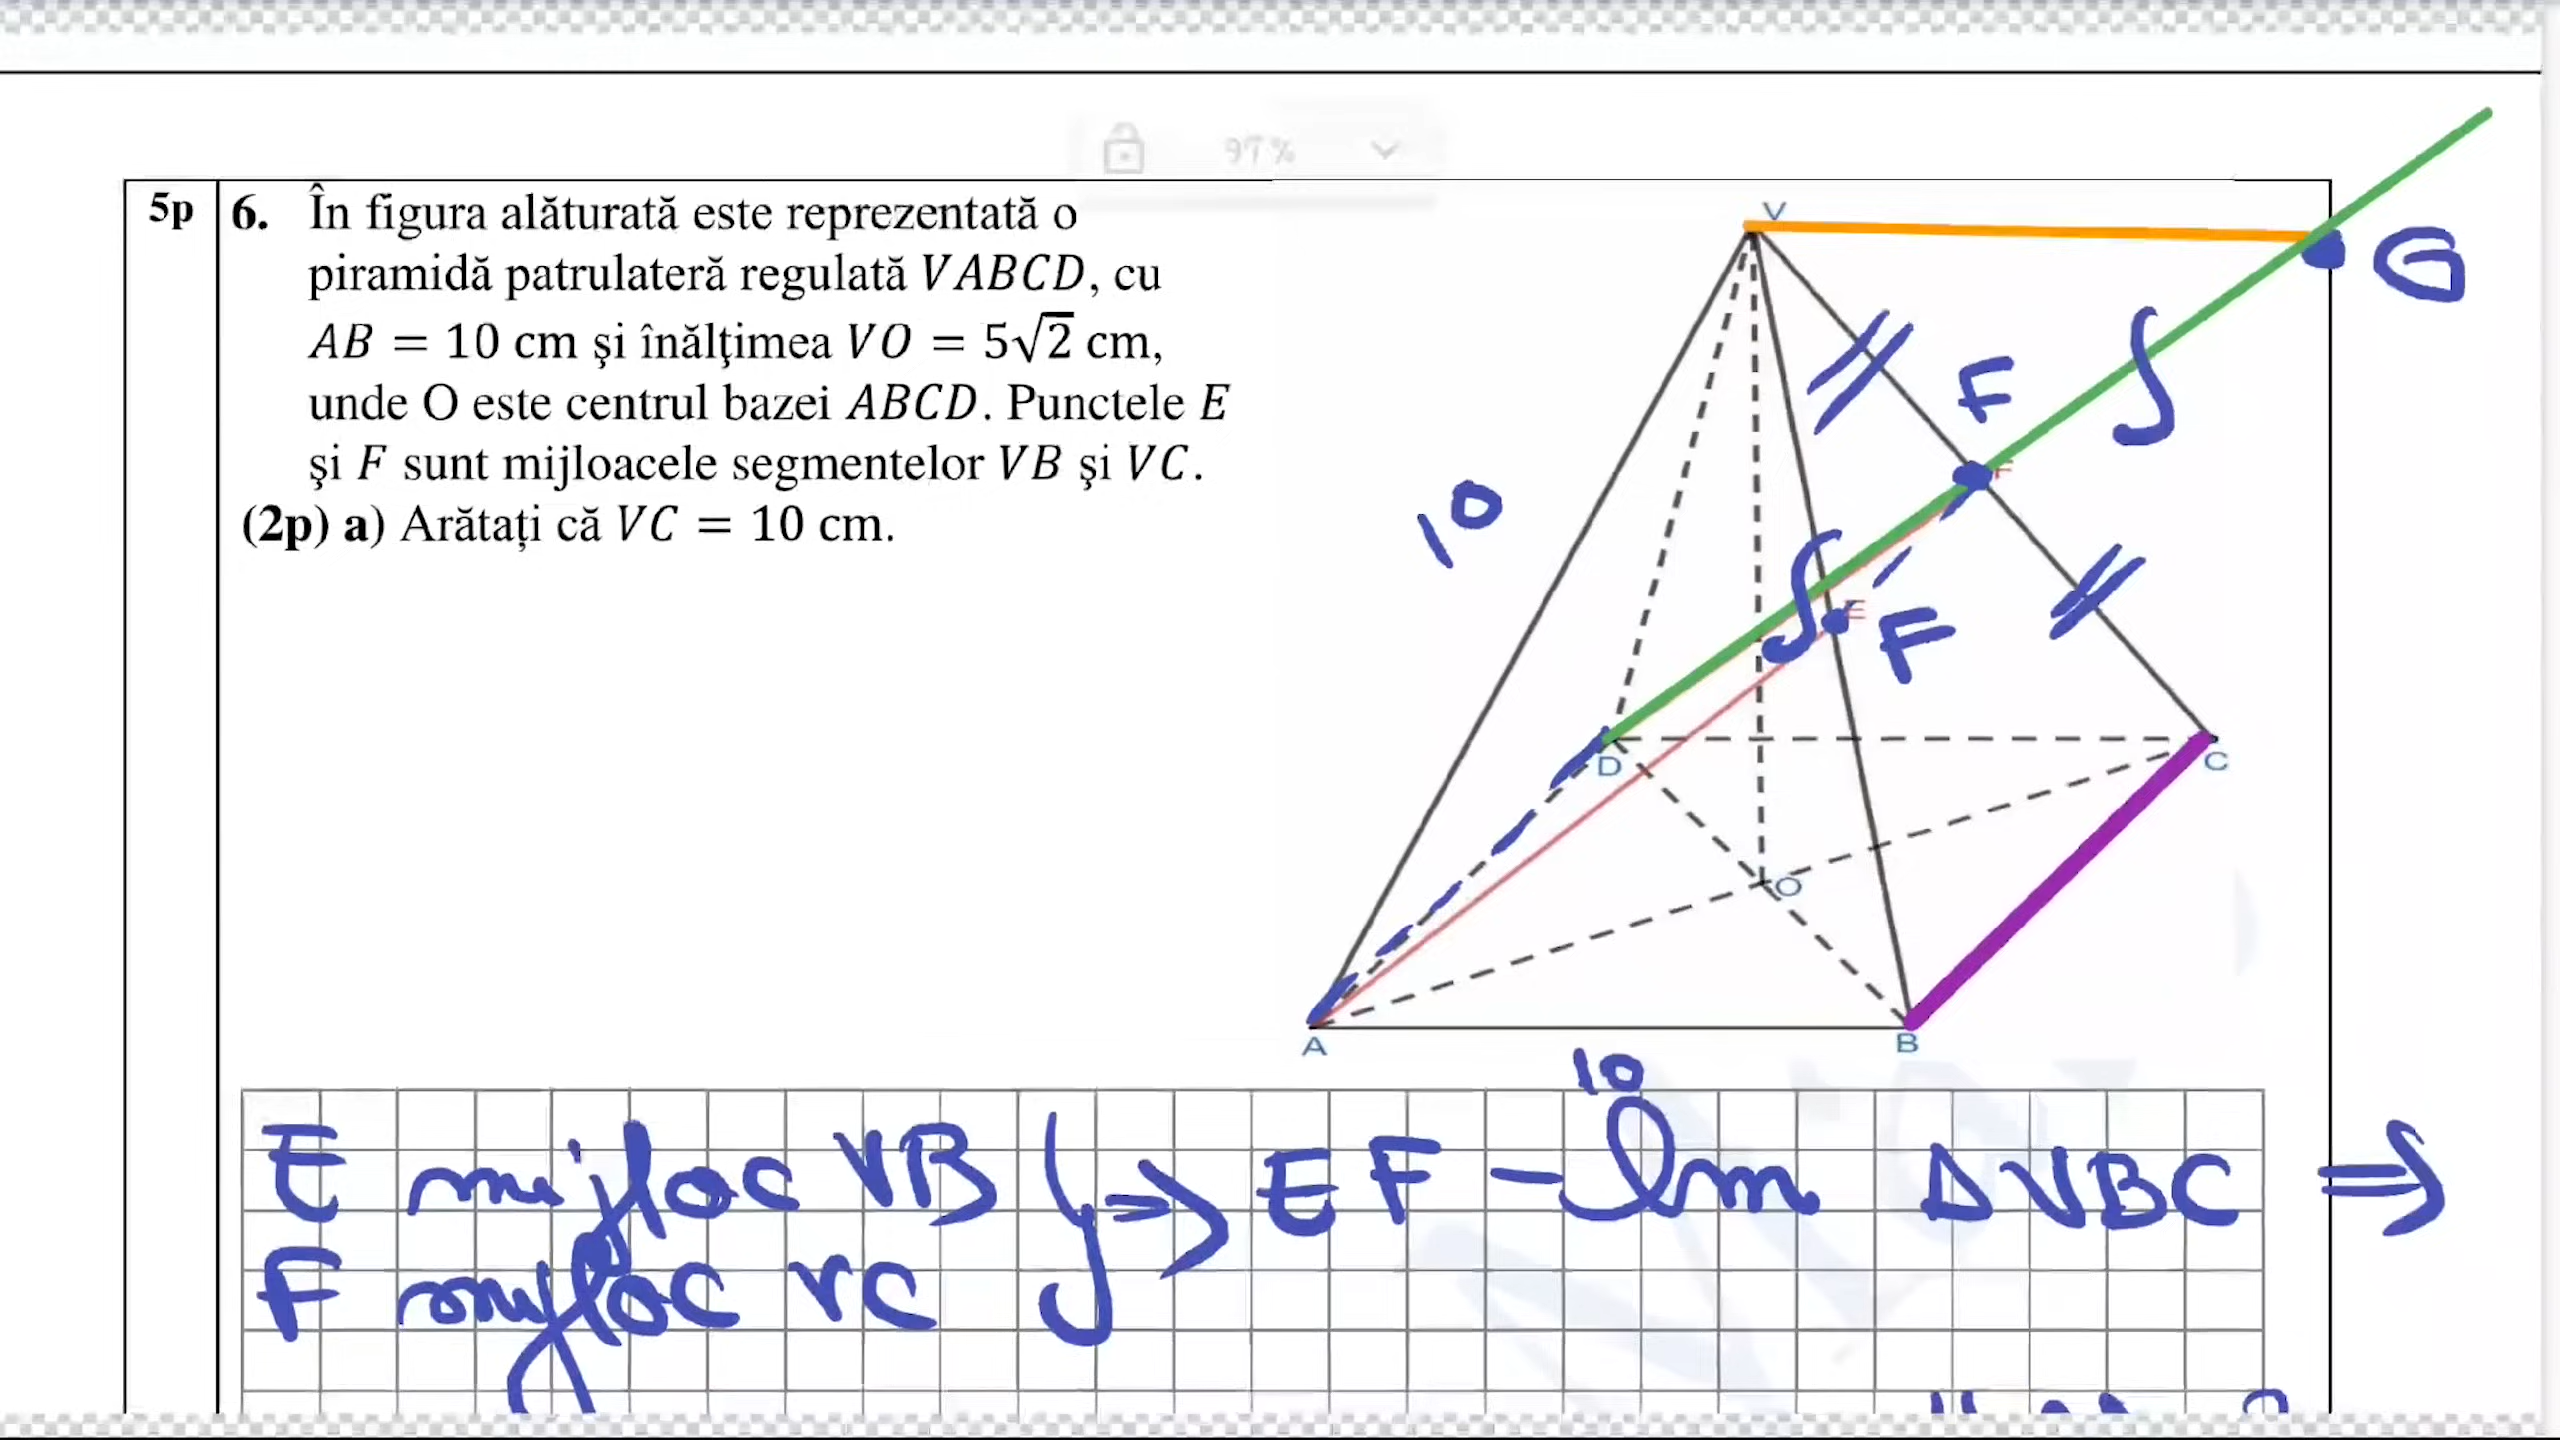 97%
5p
6. În figura alăturată este reprezentată o
piramidă patrulateră regulată VABCD, cu
AB = 10 cm şi înălţimea VO = 5√2 cm,
unde O este centrul bazei ABCD. Punctele E
şi F sunt mijloacele segmentelor VB şi VC.
(2p) a) Arătați că VC = 10 cm.
V
G
F
F
10
E
F
D
C
O
A
B
10
E mijloc VB } => EF - lm ΔVBC =>
F mijloc VC